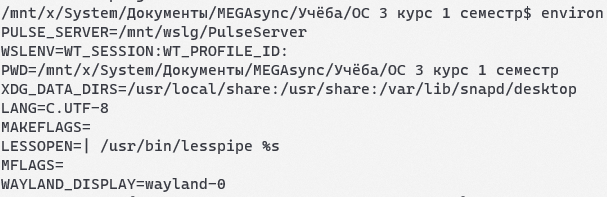 /mnt/x/System/Документы/MEGAsync/Учёба/ОС 3 курс 1 семестр$ environ
PULSE_SERVER=/mnt/wslg/PulseServer
WSLENV=WT_SESSION:WT_PROFILE_ID:
PWD=/mnt/x/System/Документы/MEGAsync/Учёба/ОС 3 курс 1 семестр
XDG_DATA_DIRS=/usr/local/share:/usr/share:/var/lib/snapd/desktop
LANG=C.UTF-8
MAKEFLAGS=
LESSOPEN=| /usr/bin/lesspipe %s
MFLAGS=
WAYLAND_DISPLAY=wayland-0